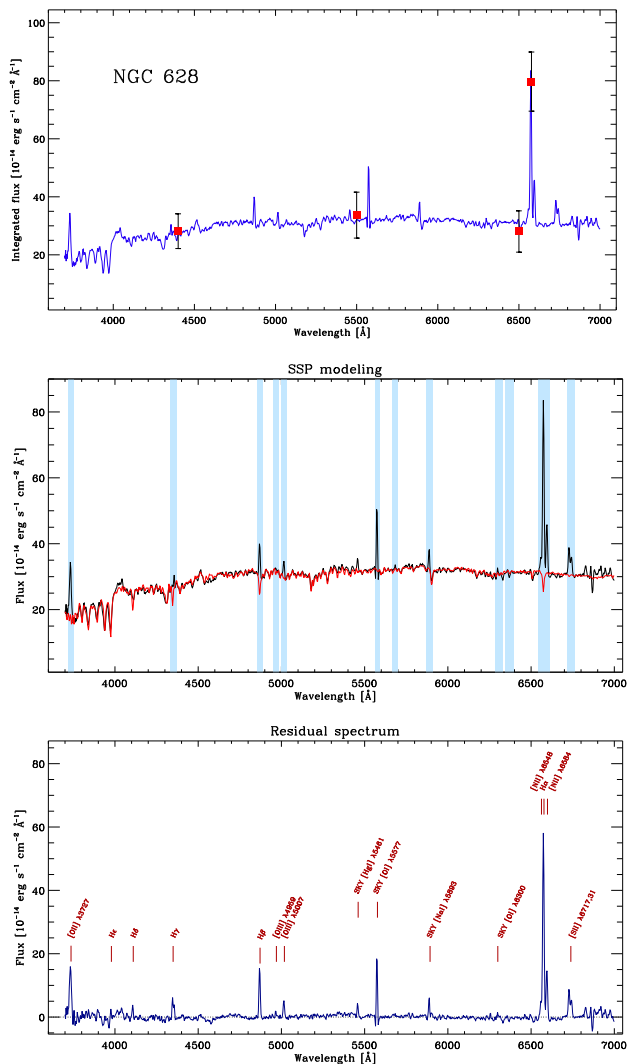 100
80
60
40
20
Integrated flux [10⁻¹⁴ erg s⁻¹ cm⁻² Å⁻¹]
NGC 628
4000 4500 5000 5500 6000 6500 7000
Wavelength [Å]
SSP modeling
80
60
40
20
Flux [10⁻¹⁴ erg s⁻¹ cm⁻² Å⁻¹]
4000 4500 5000 5500 6000 6500 7000
Wavelength [Å]
Residual spectrum
80
60
40
20
0
Flux [10⁻¹⁴ erg s⁻¹ cm⁻² Å⁻¹]
[OII] λ3727
Hε
Hδ
Hγ
Hβ
[OIII] λ4959
[OIII] λ5007
SKY [HgI] λ5461
SKY [OI] λ5577
SKY [NaI] λ5893
SKY [OI] λ6300
[NII] λ6548
Hα
[NII] λ6584
[SII] λ6717,31
4000 4500 5000 5500 6000 6500 7000
Wavelength [Å]